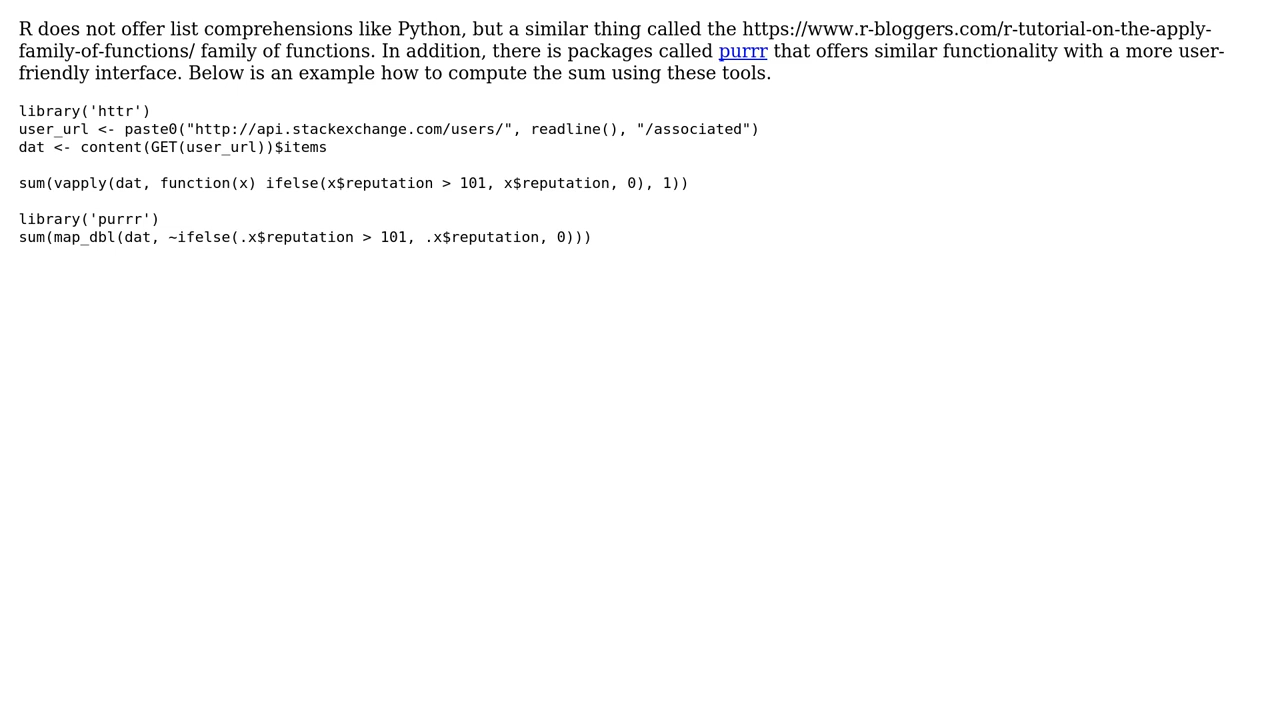 R does not offer list comprehensions like Python, but a similar thing called the https://www.r-bloggers.com/r-tutorial-on-the-apply-
family-of-functions/ family of functions. In addition, there is packages called purrr that offers similar functionality with a more user-
friendly interface. Below is an example how to compute the sum using these tools.
library('httr')
user_url <- paste0("http://api.stackexchange.com/users/", readline(), "/associated")
dat <- content(GET(user_url))$items
sum(vapply(dat, function(x) ifelse(x$reputation > 101, x$reputation, 0), 1))
library('purrr')
sum(map_dbl(dat, ~ifelse(.x$reputation > 101, .x$reputation, 0)))